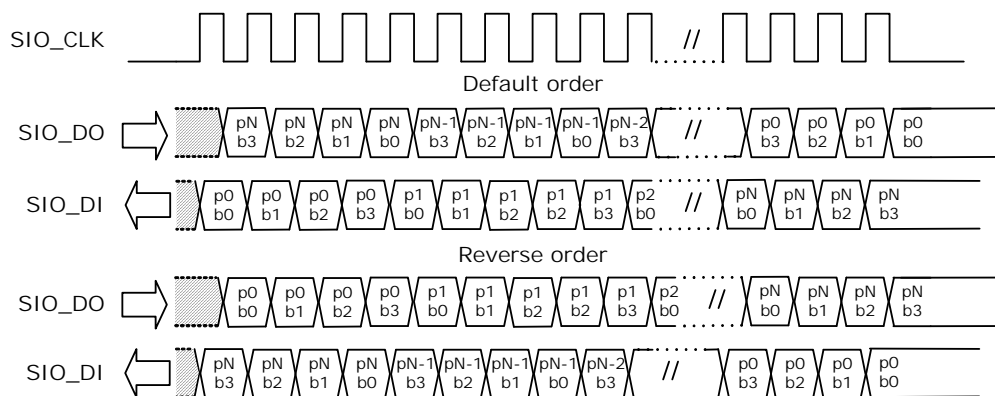 SIO_CLK //
Default order
SIO_DO pN b3 pN b2 pN b1 pN b0 pN-1 b3 pN-1 b2 pN-1 b1 pN-1 b0 pN-2 b3 // p0 b3 p0 b2 p0 b1 p0 b0
SIO_DI p0 b0 p0 b1 p0 b2 p0 b3 p1 b0 p1 b1 p1 b2 p1 b2 p1 b3 p2 b0 // pN b0 pN b1 pN b2 pN b3
Reverse order
SIO_DO p0 b0 p0 b1 p0 b2 p0 b3 p1 b0 p1 b1 p1 b2 p1 b2 p1 b3 p2 b0 // pN b0 pN b1 pN b2 pN b3
SIO_DI pN b3 pN b2 pN b1 pN b0 pN-1 b3 pN-1 b2 pN-1 b1 pN-1 b0 pN-2 b3 // p0 b3 p0 b2 p0 b1 p0 b0